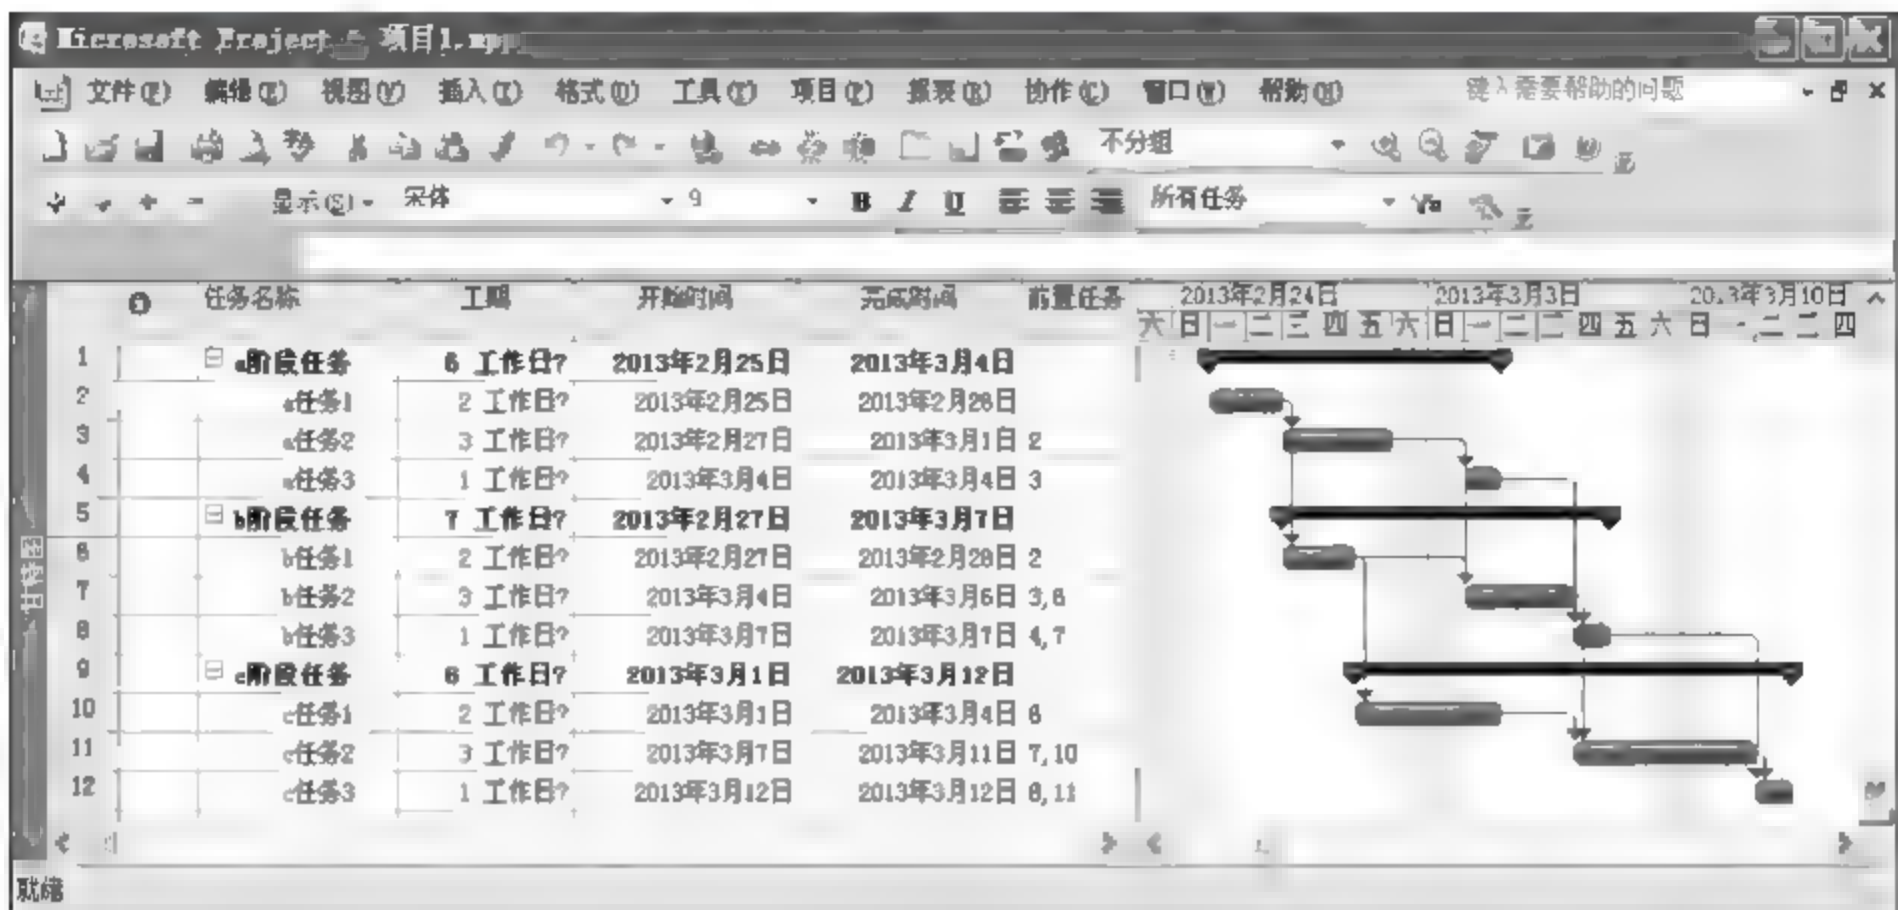 Microsoft Project - 项目1.mpp
文件(F) 编辑(E) 视图(V) 插入(I) 格式(O) 工具(T) 项目(P) 报表(R) 协作(C) 窗口(W) 帮助(H) 键入需要帮助的问题
不分组
显示(S) 宋体 9 B I U 所有任务
任务名称 工期 开始时间 完成时间 前置任务 2013年2月24日 2013年3月3日 2013年3月10日
六 日 一 二 三 四 五 六 日 一 二 三 四 五 六 日 一 二 三 四
1 a阶段任务 6 工作日? 2013年2月25日 2013年3月4日
2 a任务1 2 工作日? 2013年2月25日 2013年2月26日
3 a任务2 3 工作日? 2013年2月27日 2013年3月1日 2
4 a任务3 1 工作日? 2013年3月4日 2013年3月4日 3
5 b阶段任务 7 工作日? 2013年2月27日 2013年3月7日
6 b任务1 2 工作日? 2013年2月27日 2013年2月28日 2
7 b任务2 3 工作日? 2013年3月4日 2013年3月6日 3,6
8 b任务3 1 工作日? 2013年3月7日 2013年3月7日 4,7
9 c阶段任务 8 工作日? 2013年3月1日 2013年3月12日
10 c任务1 2 工作日? 2013年3月1日 2013年3月4日 6
11 c任务2 3 工作日? 2013年3月7日 2013年3月11日 7,10
12 c任务3 1 工作日? 2013年3月12日 2013年3月12日 8,11
甘特图
就绪